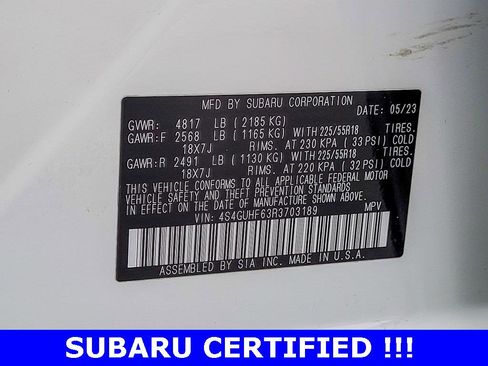 MFD BY SUBARU CORPORATION
DATE: 05/23
GVWR: 4817 LB (2185 KG)
GAWR:F 2568 LB (1165 KG) WITH 225/55R18 TIRES.
18X7J RIMS. AT 230 KPA (33 PSI) COLD
GAWR:R 2491 LB (1130 KG) WITH 225/55R18 TIRES.
18X7J RIMS. AT 220 KPA (32 PSI) COLD
THIS VEHICLE CONFORMS TO ALL APPLICABLE FEDERAL MOTOR
VEHICLE SAFETY AND THEFT PREVENTION STANDARDS
IN EFFECT ON THE DATE OF MANUFACTURE SHOWN ABOVE.
VIN: 4S4GUHF63R3703189 MPV
ASSEMBLED BY SIA INC. MADE IN U.S.A.
SUBARU CERTIFIED !!!